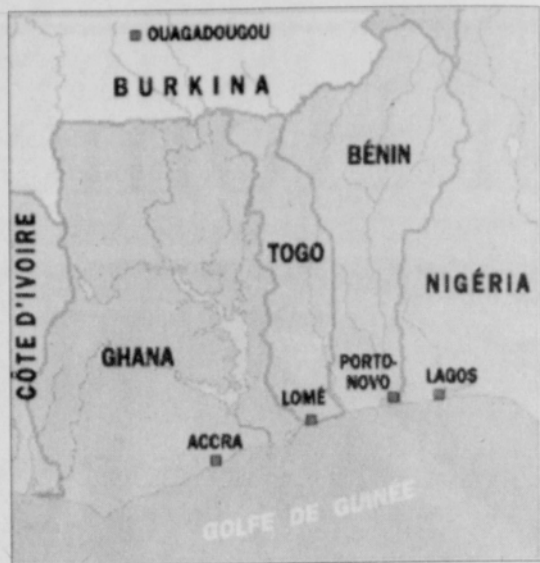 OUAGADOUGOU
BURKINA
BÉNIN
CÔTE D'IVOIRE
TOGO
NIGÉRIA
GHANA
PORTO-
NOVO
LAGOS
LOMÉ
ACCRA
GOLFE DE GUINÉE